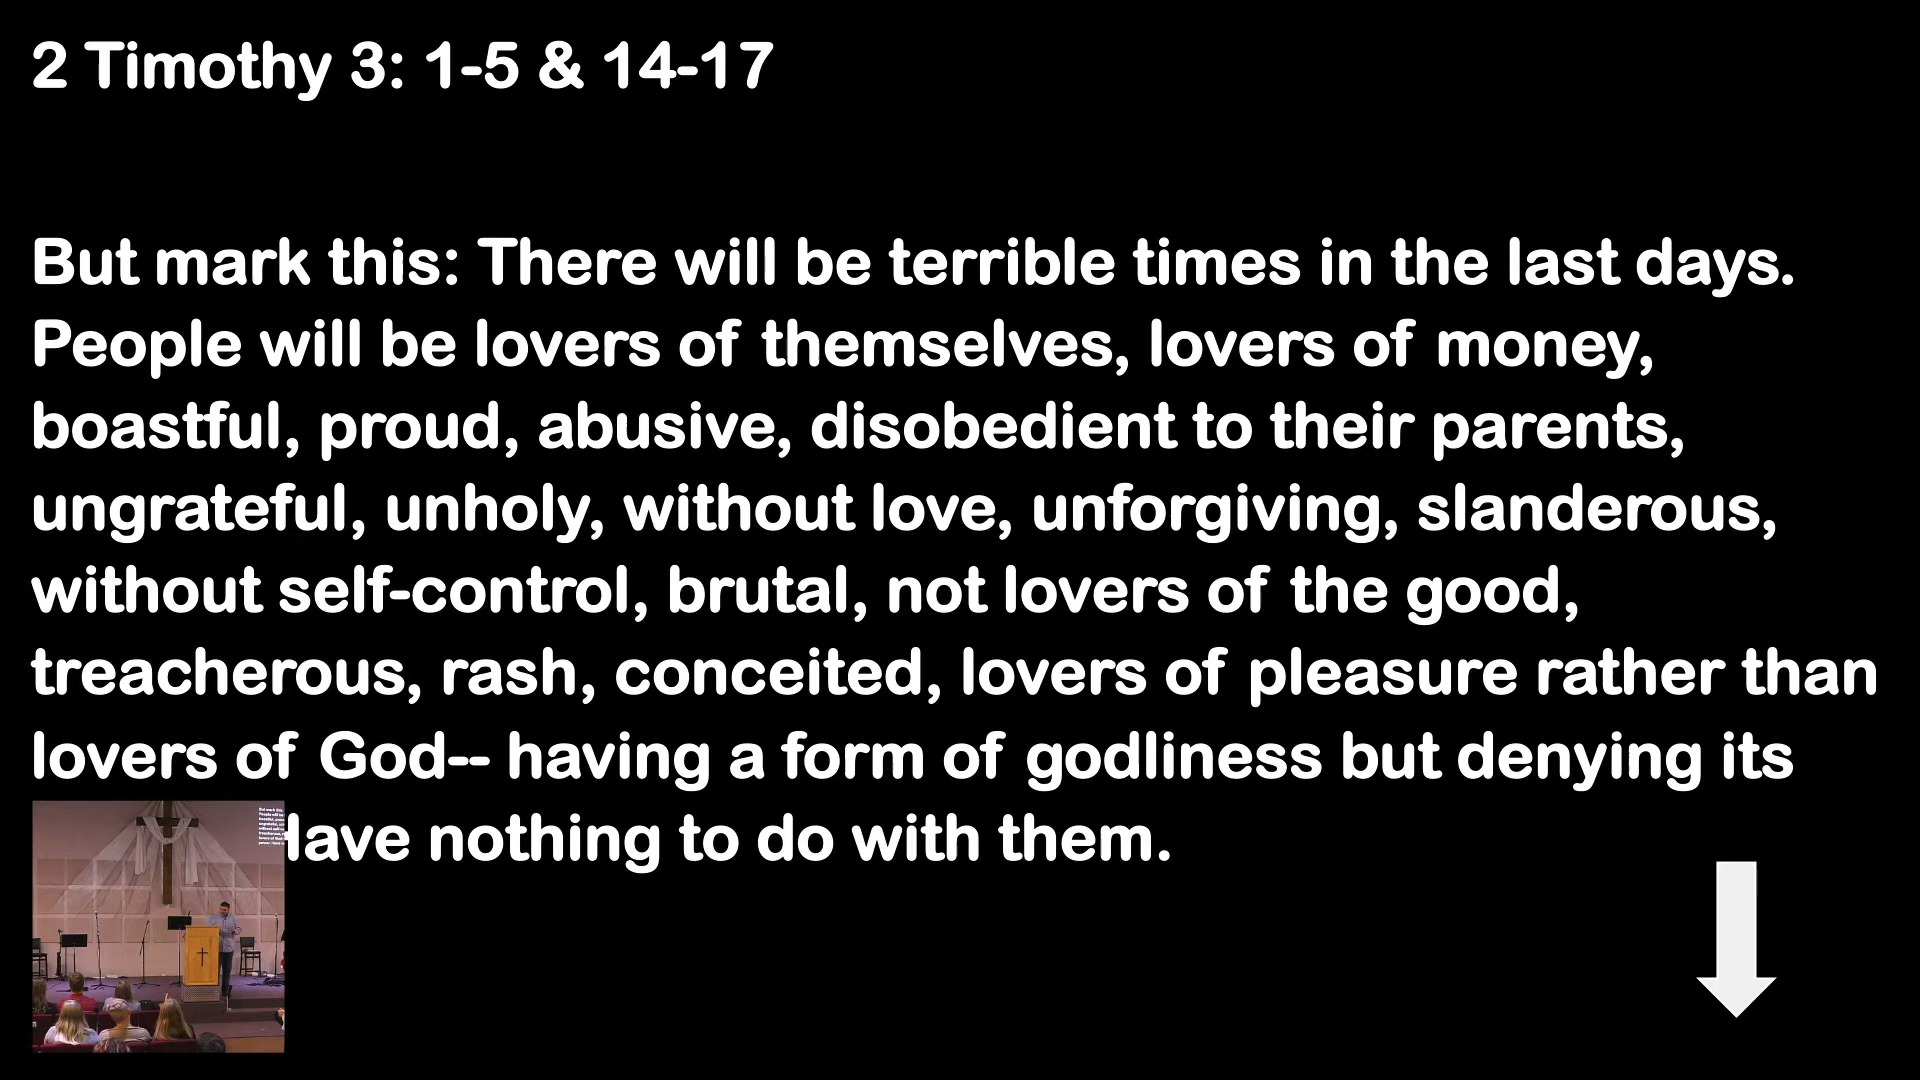 2 Timothy 3: 1-5 & 14-17
But mark this: There will be terrible times in the last days.
People will be lovers of themselves, lovers of money,
boastful, proud, abusive, disobedient to their parents,
ungrateful, unholy, without love, unforgiving, slanderous,
without self-control, brutal, not lovers of the good,
treacherous, rash, conceited, lovers of pleasure rather than
lovers of God-- having a form of godliness but denying its
nothing to do with them.